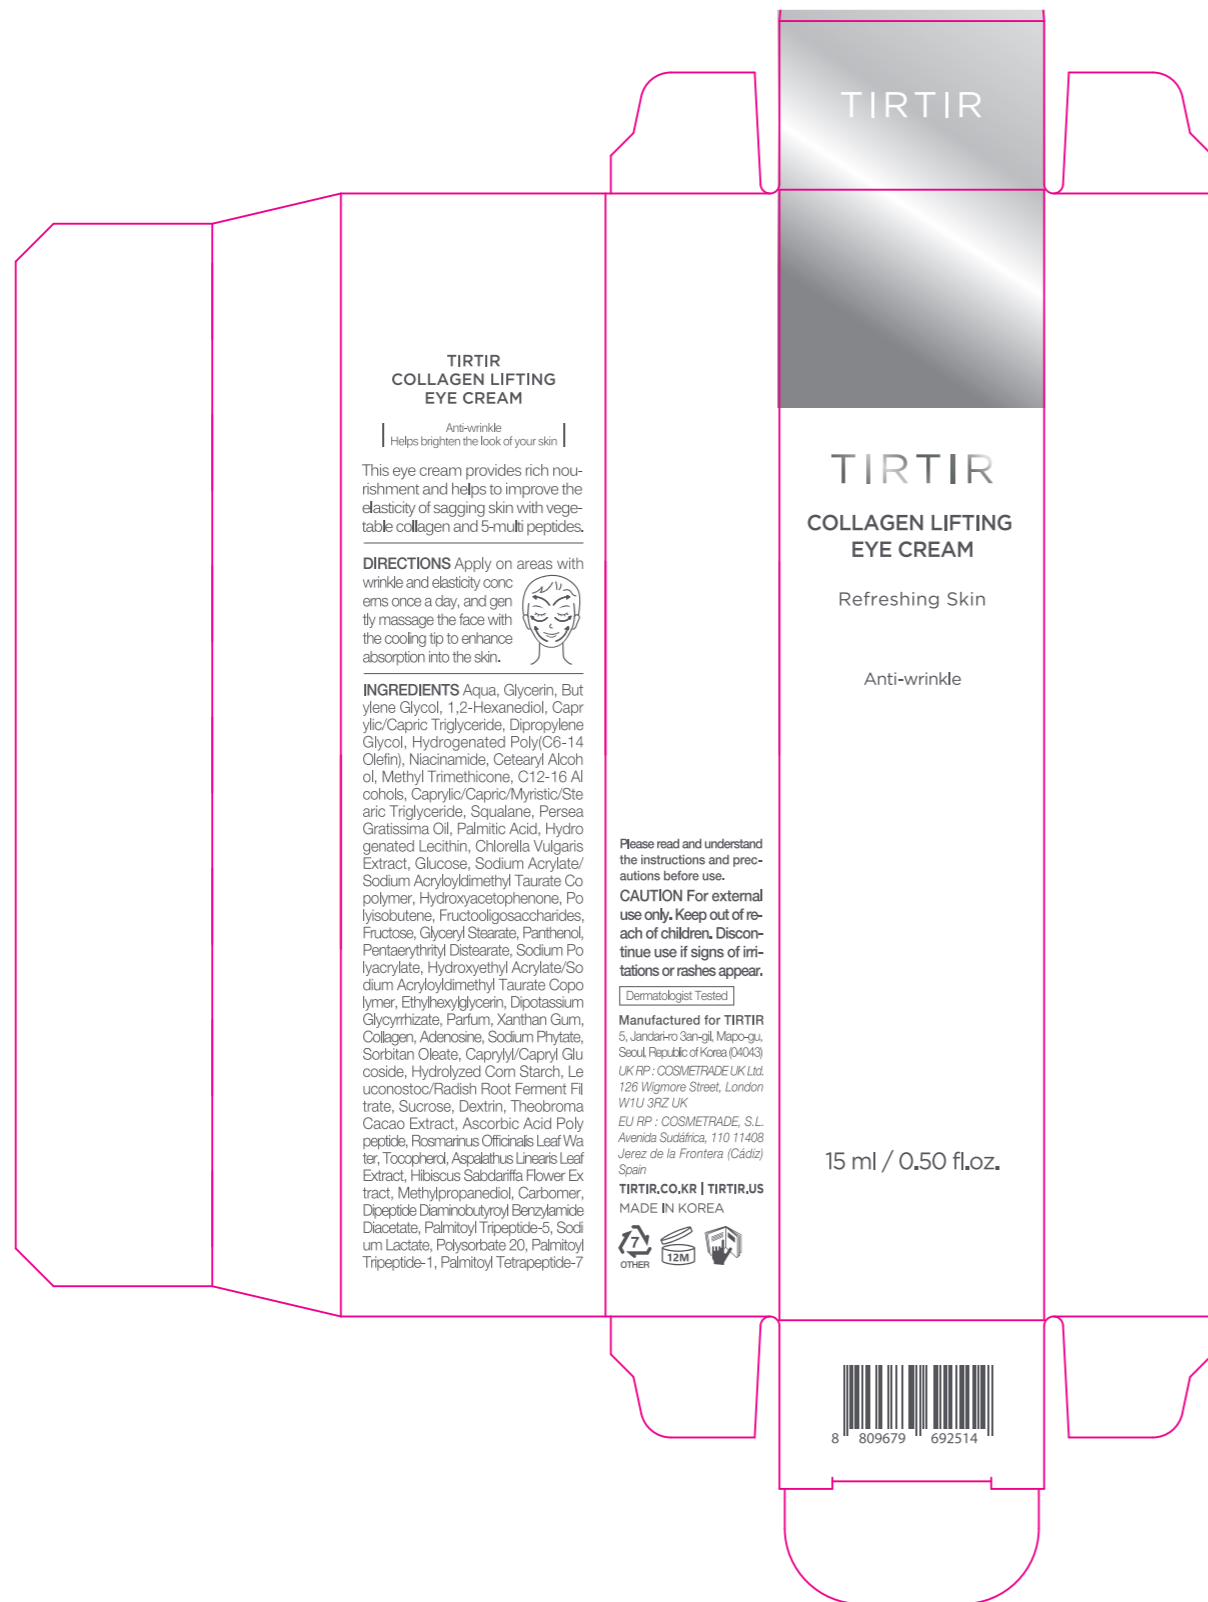 TIRTIR
TIRTIR
COLLAGEN LIFTING
EYE CREAM
Anti-wrinkle
Helps brighten the look of your skin
This eye cream provides rich nou-
rishment and helps to improve the
elasticity of sagging skin with vege-
table collagen and 5-multi peptides.
DIRECTIONS Apply on areas with
wrinkle and elasticity conc
erns once a day, and gen
tly massage the face with
the cooling tip to enhance
absorption into the skin.
INGREDIENTS Aqua, Glycerin, But
ylene Glycol, 1,2-Hexanediol, Capr
ylic/Capric Triglyceride, Dipropylene
Glycol, Hydrogenated Poly(C6-14
Olefin), Niacinamide, Cetearyl Alcoh
ol, Methyl Trimethicone, C12-16 Al
cohols, Caprylic/Capric/Myristic/Ste
aric Triglyceride, Squalane, Persea
Gratissima Oil, Palmitic Acid, Hydro
genated Lecithin, Chlorella Vulgaris
Extract, Glucose, Sodium Acrylate/
Sodium Acryloyldimethyl Taurate Co
polymer, Hydroxyacetophenone, Po
lyisobutene, Fructooligosaccharides,
Fructose, Glyceryl Stearate, Panthenol,
Pentaerythrityl Distearate, Sodium Po
lyacrylate, Hydroxyethyl Acrylate/So
dium Acryloyldimethyl Taurate Copo
lymer, Ethylhexylglycerin, Dipotassium
Glycyrrhizate, Parfum, Xanthan Gum,
Collagen, Adenosine, Sodium Phytate,
Sorbitan Oleate, Caprylyl/Capryl Glu
coside, Hydrolyzed Corn Starch, Le
uconostoc/Radish Root Ferment Fil
trate, Sucrose, Dextrin, Theobroma
Cacao Extract, Ascorbic Acid Poly
peptide, Rosmarinus Officinalis Leaf Wa
ter, Tocopherol, Aspalathus Linearis Leaf
Extract, Hibiscus Sabdariffa Flower Ex
tract, Methylpropanediol, Carbomer,
Dipeptide Diaminobutyroyl Benzylamide
Diacetate, Palmitoyl Tripeptide-5, Sodi
um Lactate, Polysorbate 20, Palmitoyl
Tripeptide-1, Palmitoyl Tetrapeptide-7
Please read and understand
the instructions and prec-
autions before use.
CAUTION For external
use only. Keep out of re-
ach of children. Discon-
tinue use if signs of irri-
tations or rashes appear.
Dermatologist Tested
Manufactured for TIRTIR
5, Jandari-ro 3an-gil, Mapo-gu,
Seoul, Republic of Korea (04043)
UK RP : COSMETRADE UK Ltd.
126 Wigmore Street, London
W1U 3RZ UK
EU RP : COSMETRADE, S.L.
Avenida Sudáfrica, 110 11408
Jerez de la Frontera (Cádiz)
Spain
TIRTIR.CO.KR | TIRTIR.US
MADE IN KOREA
7
OTHER
12M
TIRTIR
COLLAGEN LIFTING
EYE CREAM
Refreshing Skin
Anti-wrinkle
15 ml / 0.50 fl.oz.
8 809679 692514